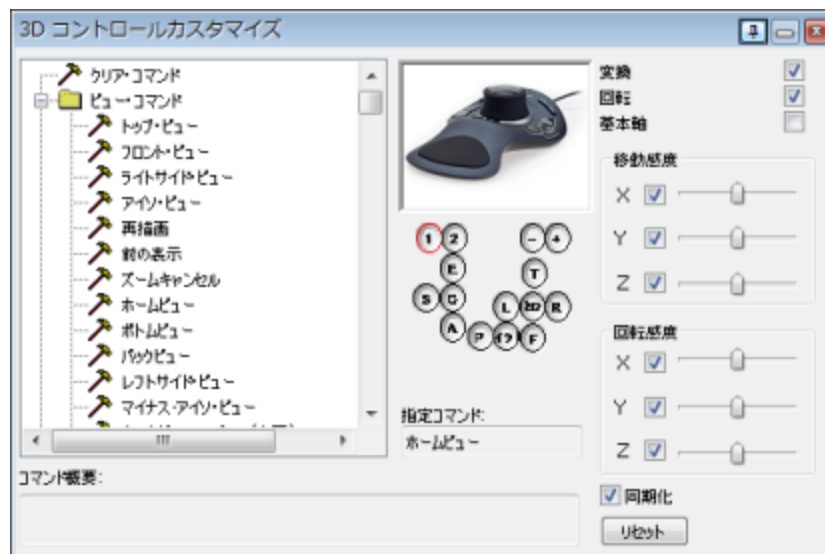 3D コントロールカスタマイズ
クリア・コマンド
ビュー・コマンド
トップ・ビュー
フロント・ビュー
ライトサイド・ビュー
アイソ・ビュー
再描画
前の表示
ズームキャンセル
ホームビュー
ボトムビュー
バックビュー
レフトサイド・ビュー
マイナス・アイソ・ビュー
コマンド概要:
1 2
E
S G
A
- +
T
L R
P F
指定コマンド:
ホームビュー
変換
回転
基本軸
移動感度
X
Y
Z
回転感度
X
Y
Z
同期化
リセット